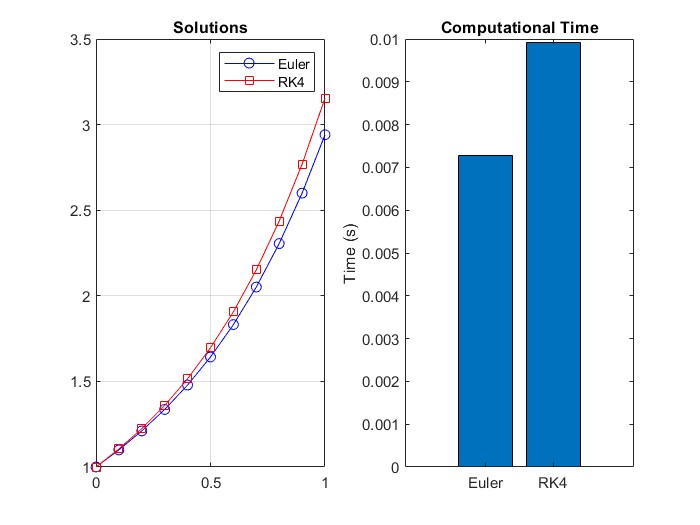 Solutions
Euler
RK4
3.5
3
2.5
2
1.5
1
0
0.5
1
Computational Time
0.01
0.009
0.008
0.007
0.006
0.005
0.004
0.003
0.002
0.001
0
Time (s)
Euler
RK4